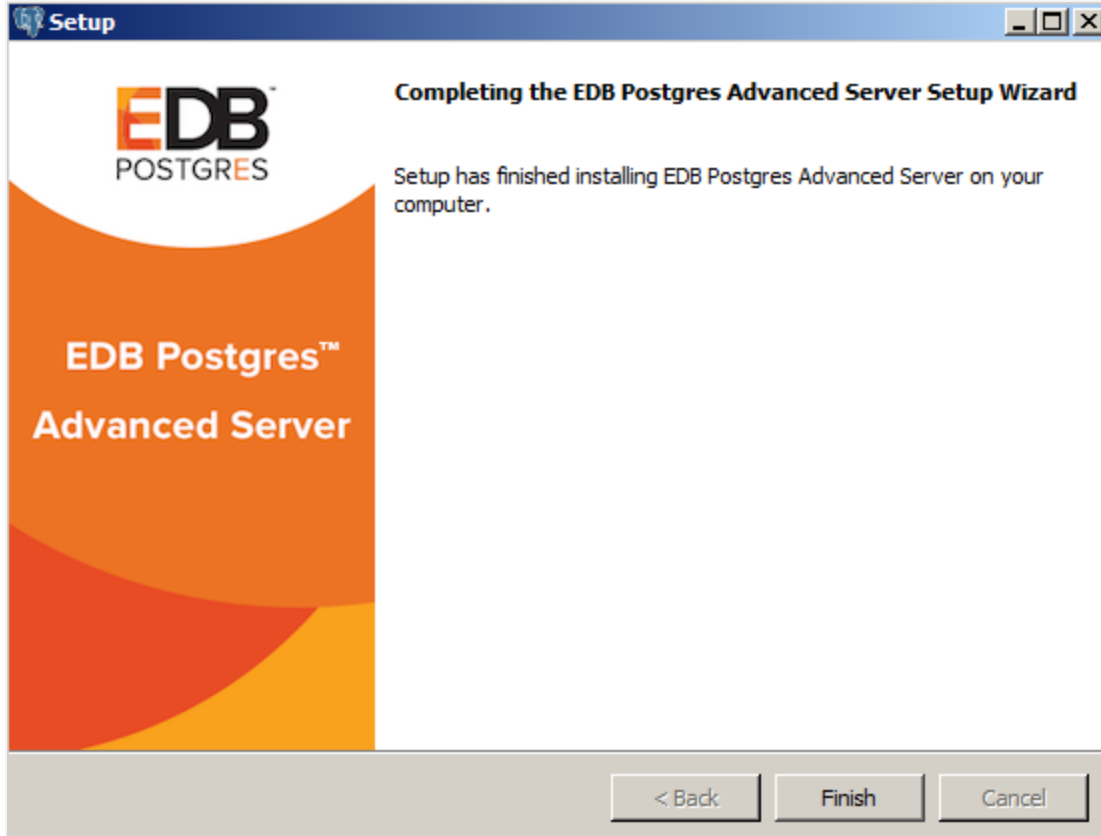 Setup
EDB™
POSTGRES
Completing the EDB Postgres Advanced Server Setup Wizard
Setup has finished installing EDB Postgres Advanced Server on your
computer.
EDB Postgres™
Advanced Server
< Back
Finish
Cancel